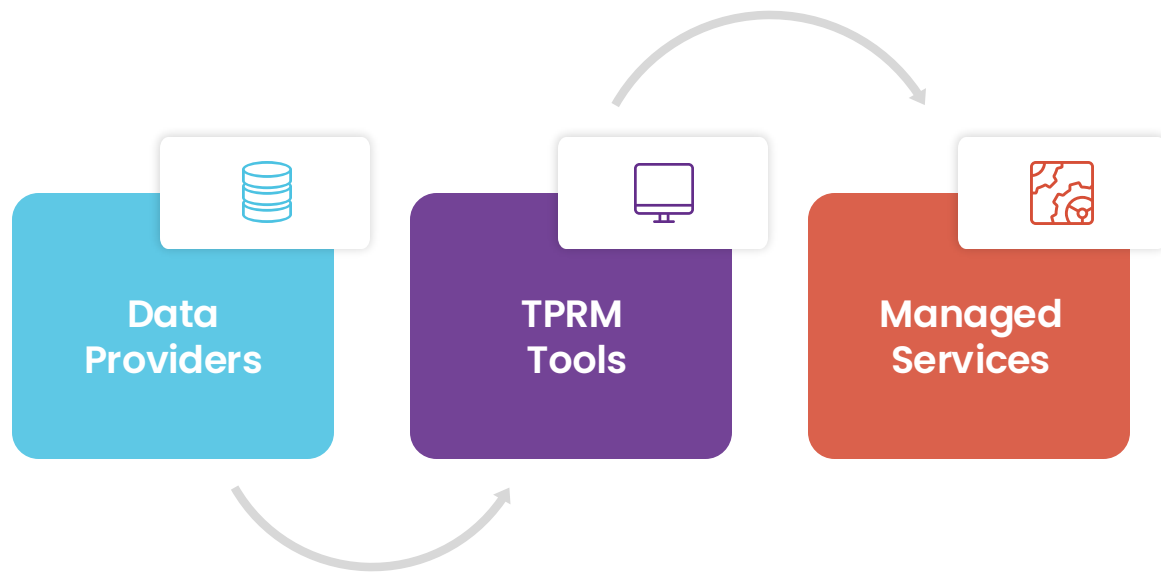 Data
Providers
TPRM
Tools
Managed
Services